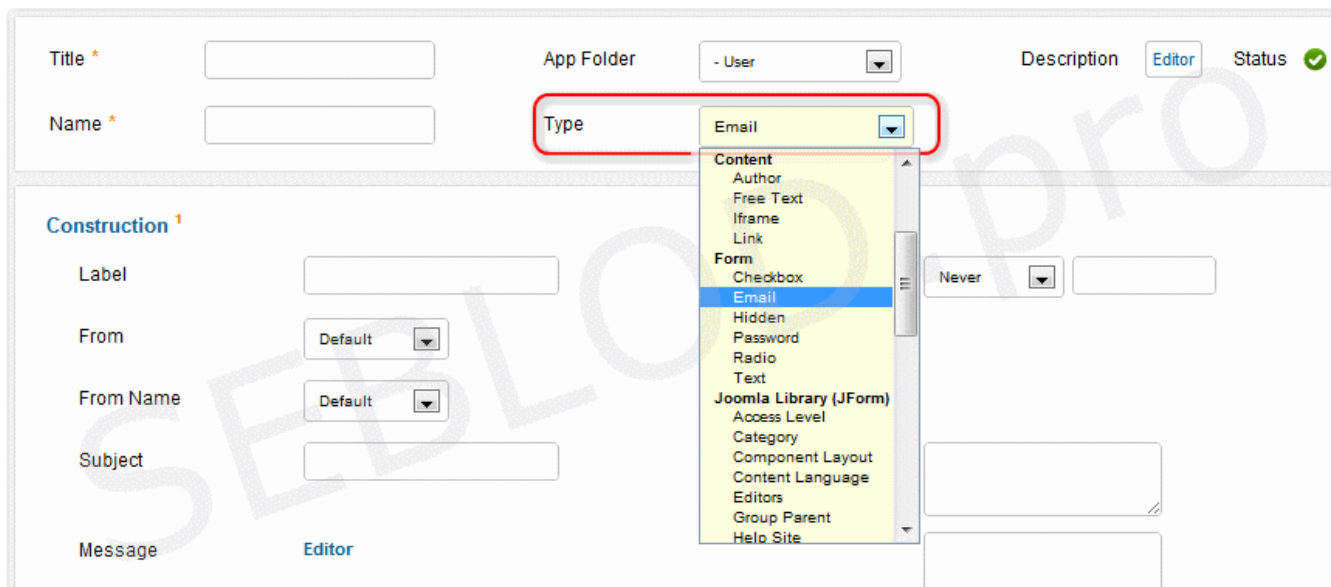 Title * App Folder - User Description Editor Status
Name * Type Email
Content
Author
Free Text
Iframe
Link
Construction 1
Form
Label
Checkbox
Never
Email
Hidden
From Default
Password
Radio
Text
From Name Default
Joomla Library (JForm)
Access Level
Category
Subject
Component Layout
Content Language
Editors
Group Parent
Help Site
Message Editor
SEBLOD.pro